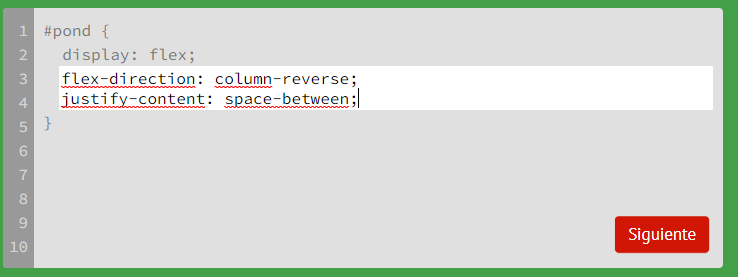 1 #pond {
2 display: flex;
3 flex-direction: column-reverse;
4 justify-content: space-between;
5 }
6
7
8
9
10
Siguiente